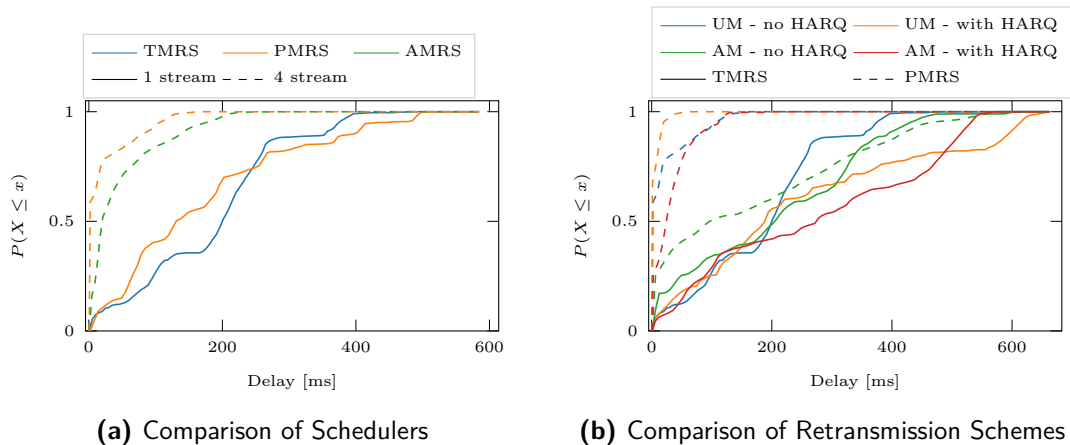 TMRS PMRS AMRS
1 stream 4 stream
1
0.5
0
P(X ≤ x)
0 200 400 600
Delay [ms]
(a) Comparison of Schedulers
UM - no HARQ UM - with HARQ
AM - no HARQ AM - with HARQ
TMRS PMRS
1
0.5
0
P(X ≤ x)
0 200 400 600
Delay [ms]
(b) Comparison of Retransmission Schemes